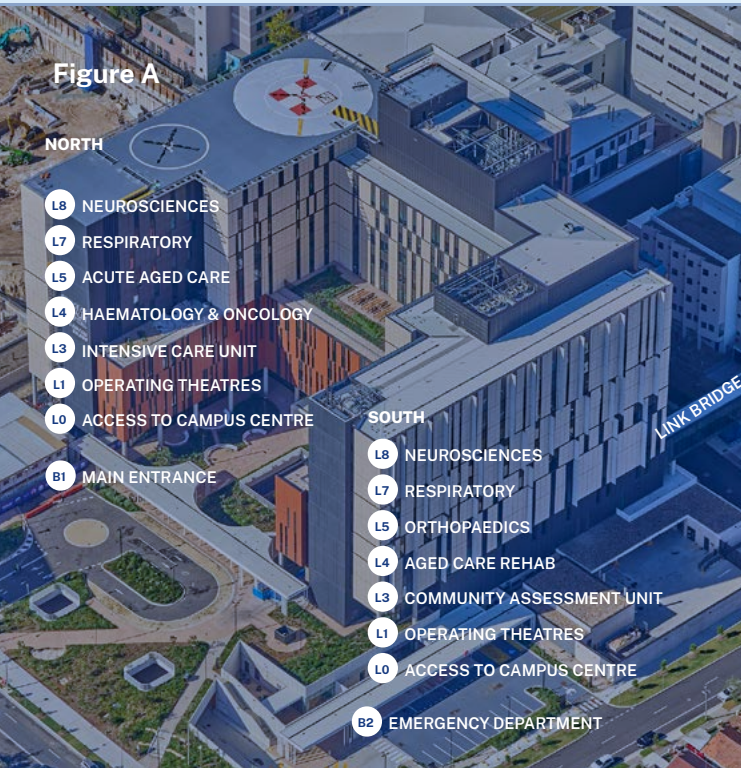 Figure A
NORTH
L8 NEUROSCIENCES
L7 RESPIRATORY
L5 ACUTE AGED CARE
L4 HAEMATOLOGY & ONCOLOGY
L3 INTENSIVE CARE UNIT
L1 OPERATING THEATRES
L0 ACCESS TO CAMPUS CENTRE
B1 MAIN ENTRANCE
SOUTH
L8 NEUROSCIENCES
L7 RESPIRATORY
L5 ORTHOPAEDICS
L4 AGED CARE REHAB
L3 COMMUNITY ASSESSMENT UNIT
L1 OPERATING THEATRES
L0 ACCESS TO CAMPUS CENTRE
B2 EMERGENCY DEPARTMENT
LINK BRIDGE